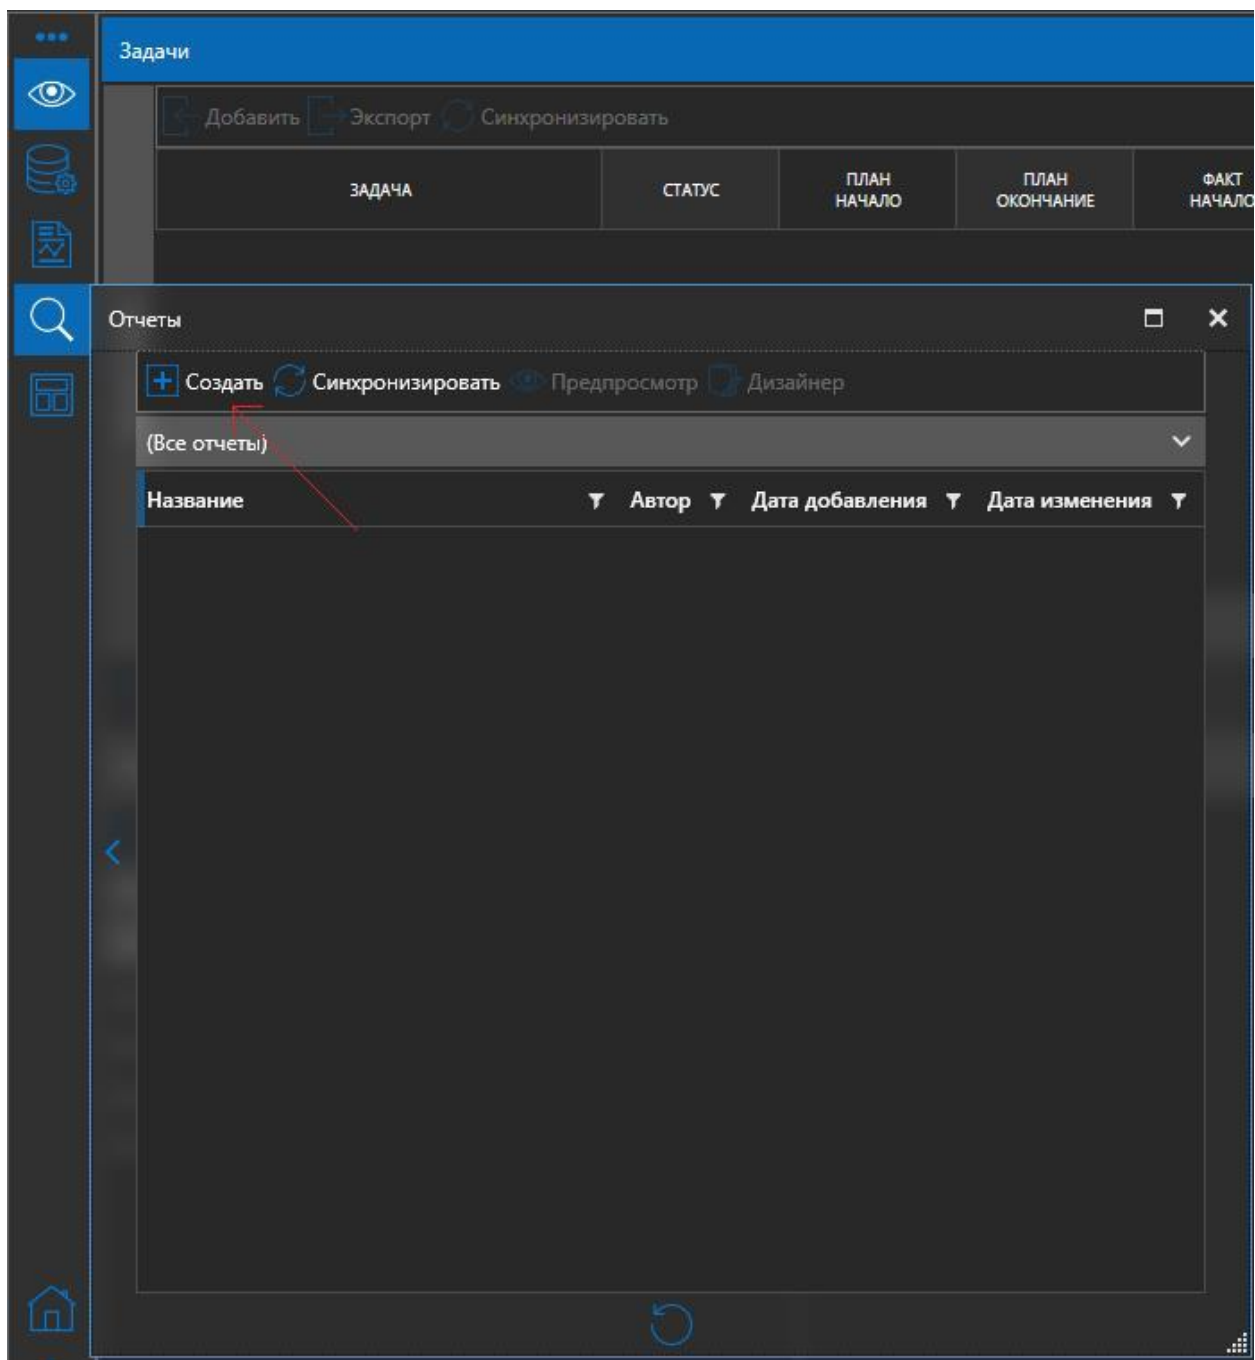 Задачи
Добавить Экспорт Синхронизировать
ЗАДАЧА СТАТУС ПЛАН НАЧАЛО ПЛАН ОКОНЧАНИЕ ФАКТ НАЧАЛО
Отчеты
Создать Синхронизировать Предпросмотр Дизайнер
(Все отчеты)
Название Автор Дата добавления Дата изменения